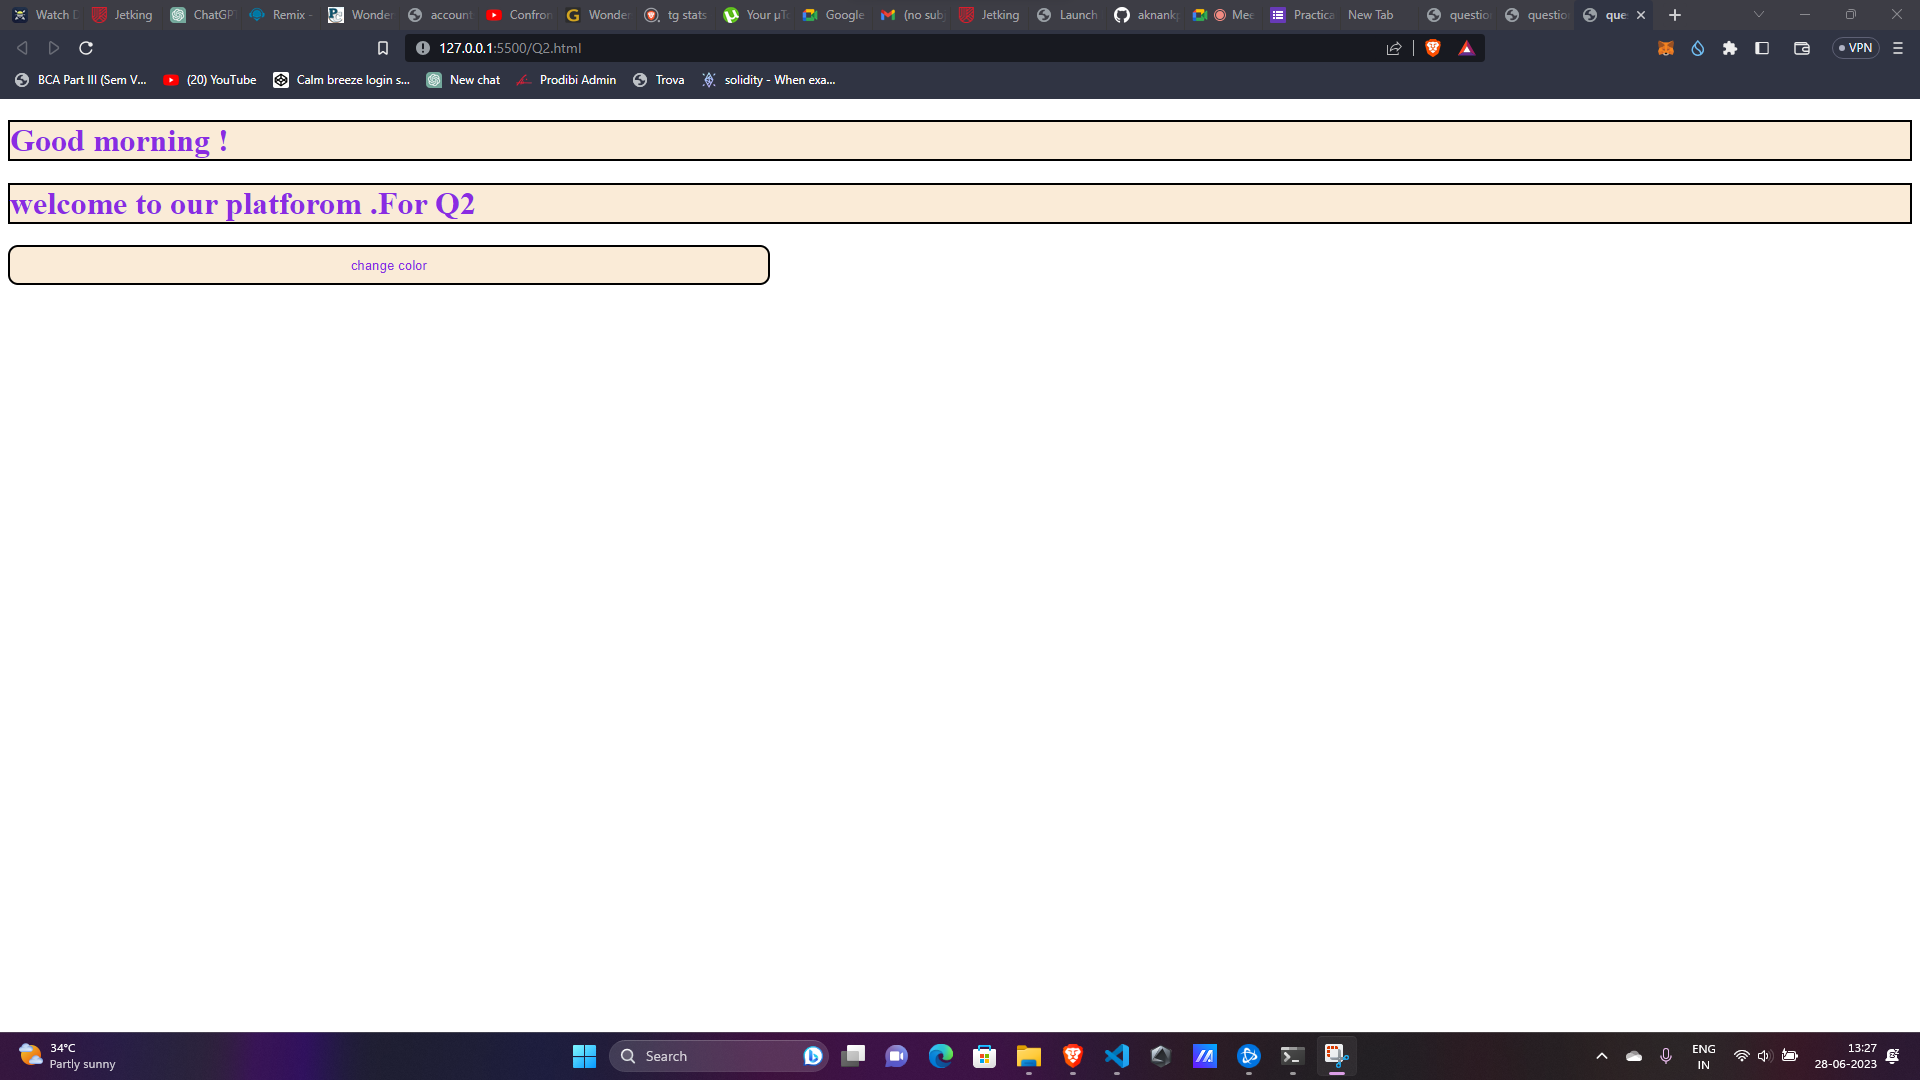 Watch D
Jetking
ChatGP
Remix -
Wonder
account
Confron
Wonder
tg stats
Your µTo
Google
(no subj
Jetking
Launch
aknank
Mee
Practica
New Tab
questio
questio
que
127.0.0.1:5500/Q2.html
VPN
BCA Part III (Sem V...
(20) YouTube
Calm breeze login s...
New chat
Prodibi Admin
Trova
solidity - When exa...
Good morning !
welcome to our platforom .For Q2
change color
34°C
Partly sunny
Search
ENG
IN
13:27
28-06-2023